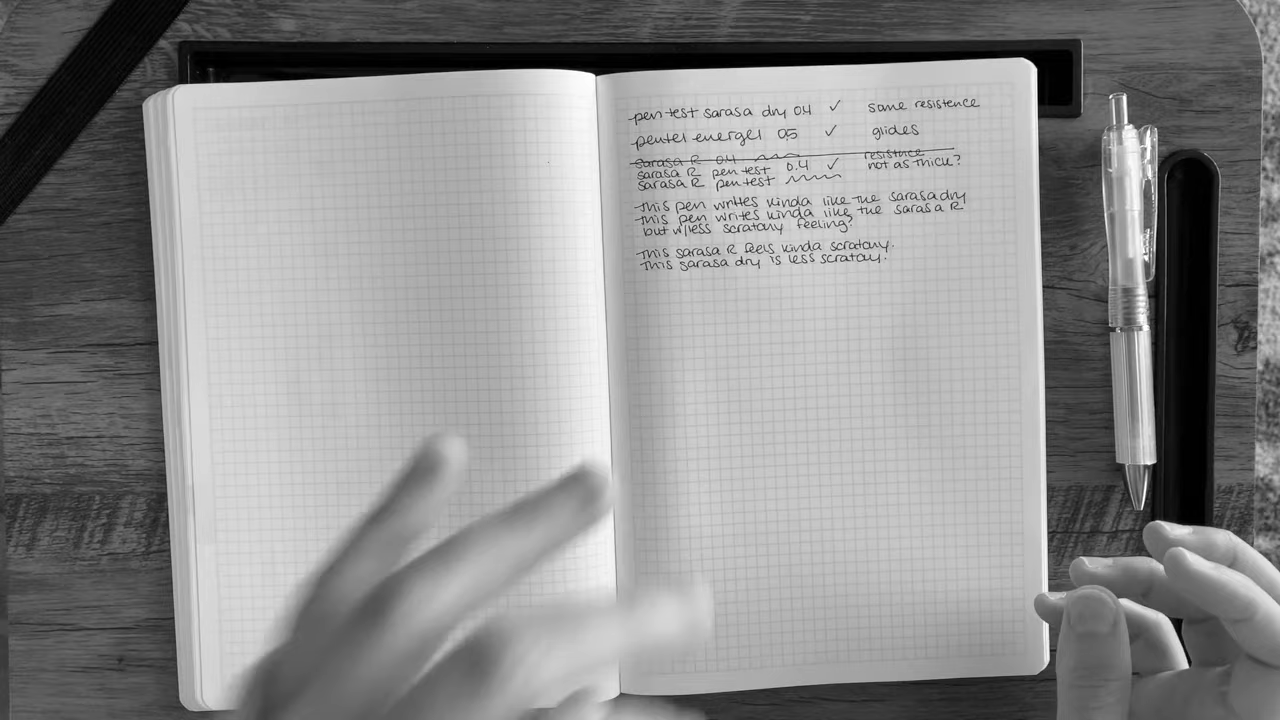 pen test sarasa dry 0.4 ✓ some resistence
pentel energel 0.5 ✓ glides
sarasa R 0.4 resistnce
sarasa R pen test 0.4 ✓ not as thick?
sarasa R pen test
This pen writes kinda like the sarasa dry
This pen writes kinda like the sarasa R
but w/less scratchy feeling?
This sarasa R feels kinda scratchy.
This sarasa dry is less scratchy.